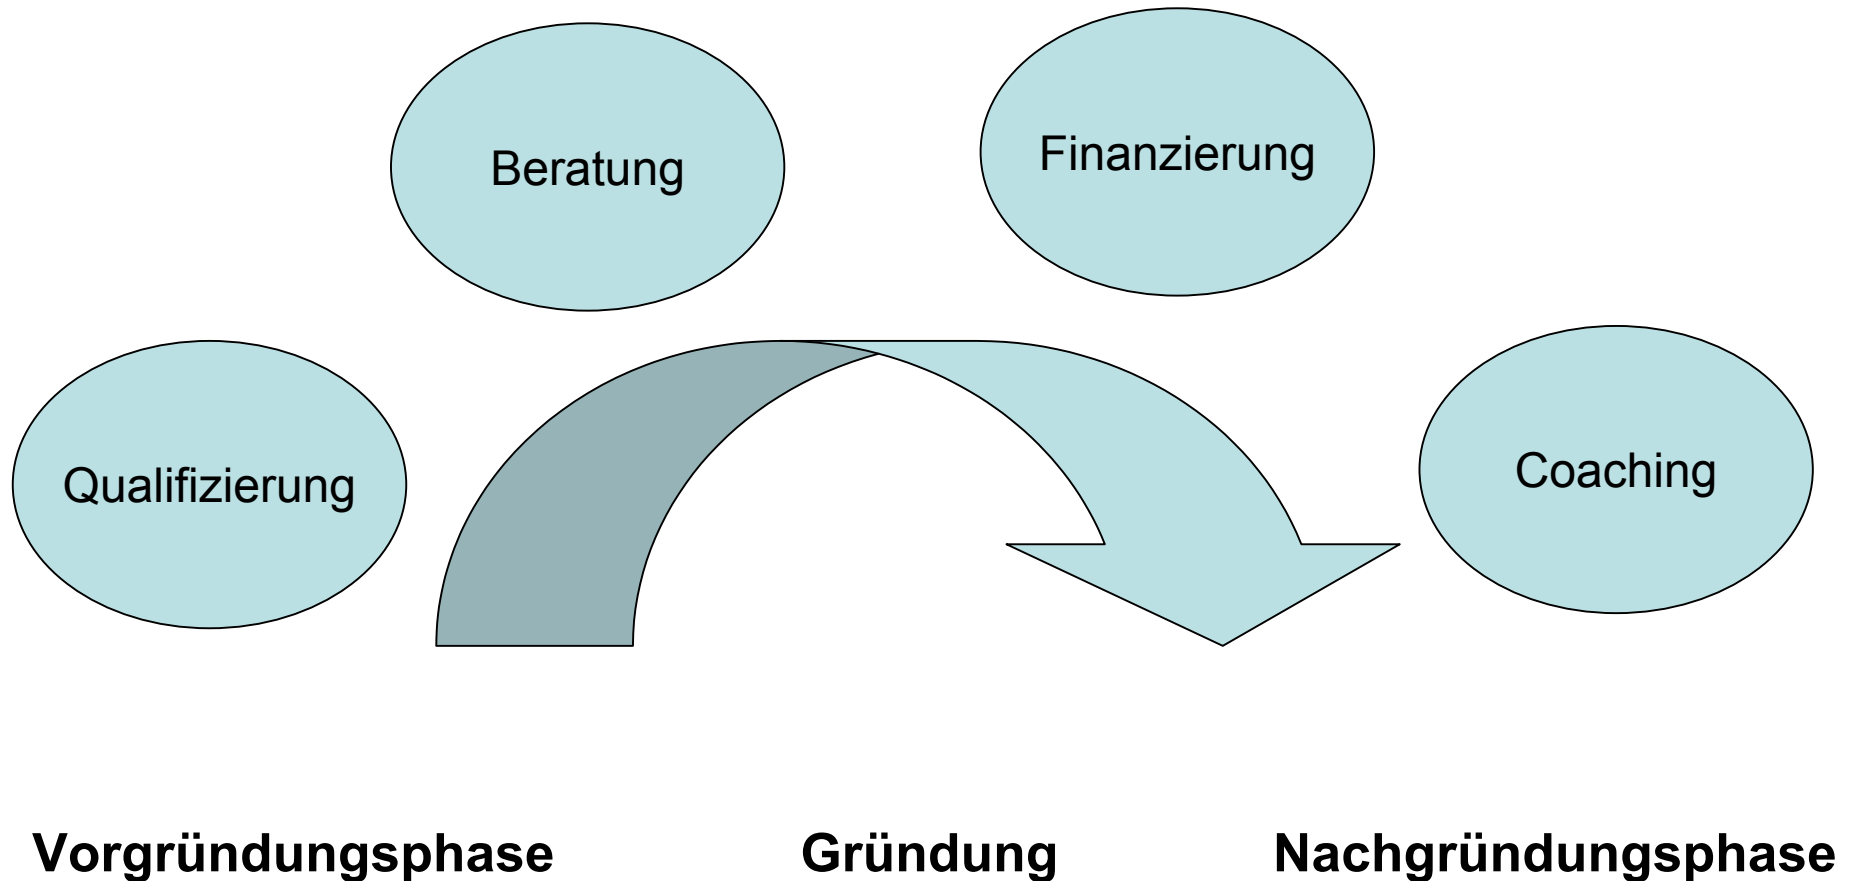 Beratung
Finanzierung
Qualifizierung
Coaching
Vorgründungsphase
Gründung
Nachgründungsphase